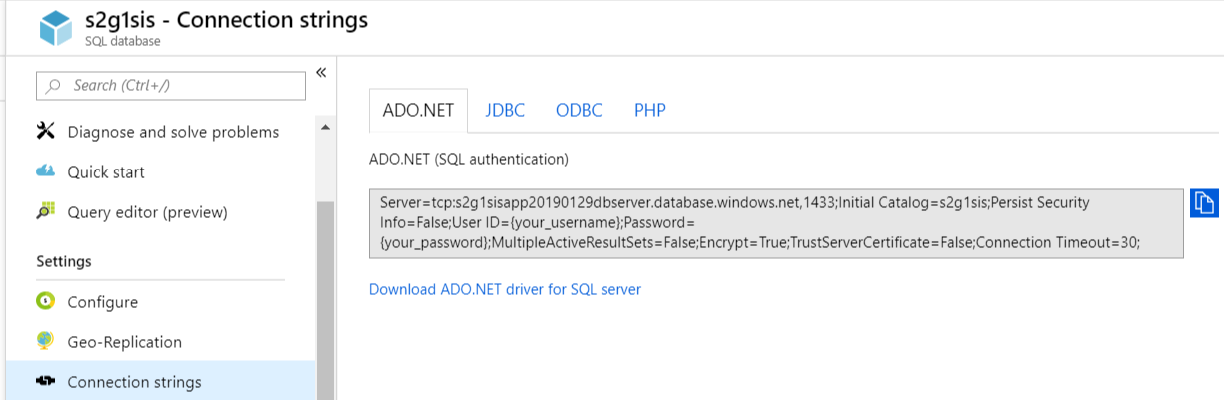 s2g1sis - Connection strings
SQL database
Search (Ctrl+/)
«
Diagnose and solve problems
Quick start
Query editor (preview)
Settings
Configure
Geo-Replication
Connection strings
ADO.NET JDBC ODBC PHP
ADO.NET (SQL authentication)
Server=tcp:s2g1sisapp20190129dbserver.database.windows.net,1433;Initial Catalog=s2g1sis;Persist Security
Info=False;User ID={your_username};Password=
{your_password};MultipleActiveResultSets=False;Encrypt=True;TrustServerCertificate=False;Connection Timeout=30;
Download ADO.NET driver for SQL server